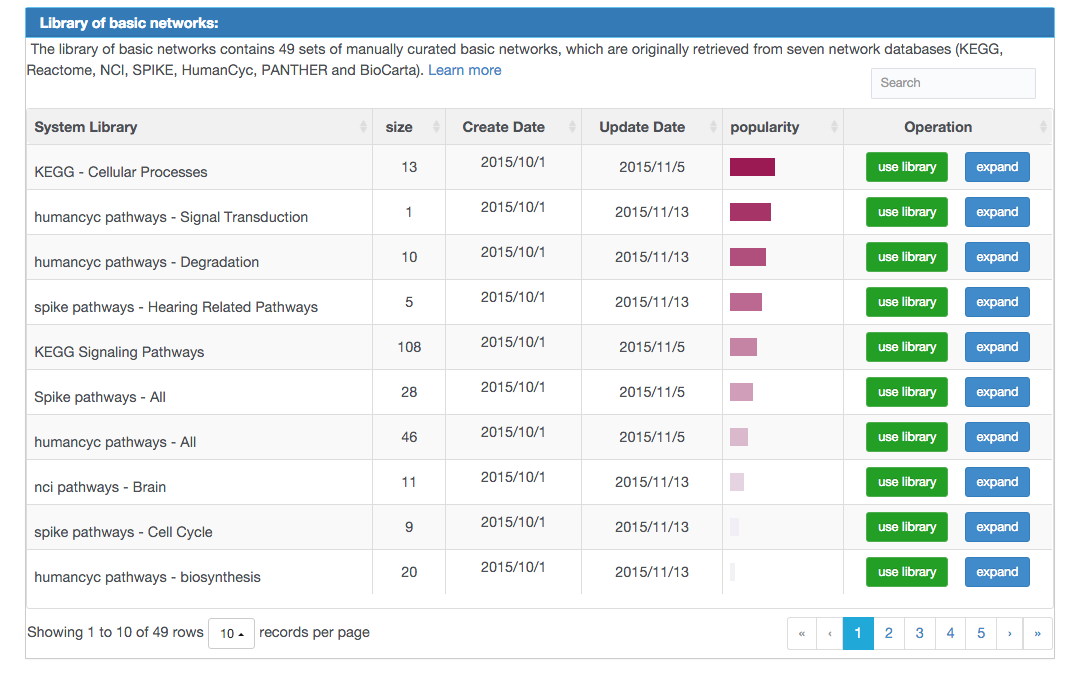 Library of basic networks:
The library of basic networks contains 49 sets of manually curated basic networks, which are originally retrieved from seven network databases (KEGG,
Reactome, NCI, SPIKE, HumanCyc, PANTHER and BioCarta). Learn more
Search
System Library size Create Date Update Date popularity Operation
KEGG - Cellular Processes 13 2015/10/1 2015/11/5 use library expand
humancyc pathways - Signal Transduction 1 2015/10/1 2015/11/13 use library expand
humancyc pathways - Degradation 10 2015/10/1 2015/11/13 use library expand
spike pathways - Hearing Related Pathways 5 2015/10/1 2015/11/13 use library expand
KEGG Signaling Pathways 108 2015/10/1 2015/11/5 use library expand
Spike pathways - All 28 2015/10/1 2015/11/5 use library expand
humancyc pathways - All 46 2015/10/1 2015/11/5 use library expand
nci pathways - Brain 11 2015/10/1 2015/11/13 use library expand
spike pathways - Cell Cycle 9 2015/10/1 2015/11/13 use library expand
humancyc pathways - biosynthesis 20 2015/10/1 2015/11/13 use library expand
Showing 1 to 10 of 49 rows 10 records per page « ‹ 1 2 3 4 5 › »